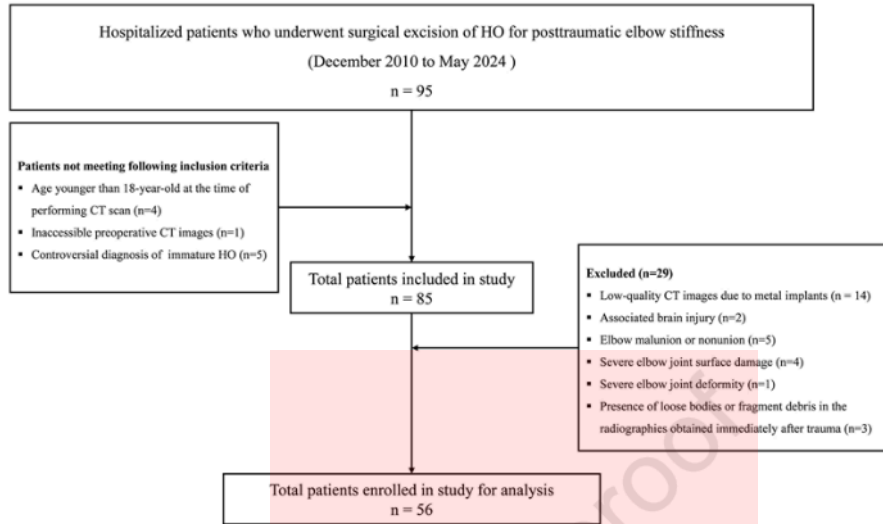 Hospitalized patients who underwent surgical excision of HO for posttraumatic elbow stiffness
(December 2010 to May 2024 )
n = 95
Patients not meeting following inclusion criteria
▪ Age younger than 18-year-old at the time of
performing CT scan (n=4)
▪ Inaccessible preoperative CT images (n=1)
▪ Controversial diagnosis of immature HO (n=5)
Total patients included in study
n = 85
Excluded (n=29)
▪ Low-quality CT images due to metal implants (n = 14)
▪ Associated brain injury (n=2)
▪ Elbow malunion or nonunion (n=5)
▪ Severe elbow joint surface damage (n=4)
▪ Severe elbow joint deformity (n=1)
▪ Presence of loose bodies or fragment debris in the
radiographies obtained immediately after trauma (n=3)
Total patients enrolled in study for analysis
n = 56